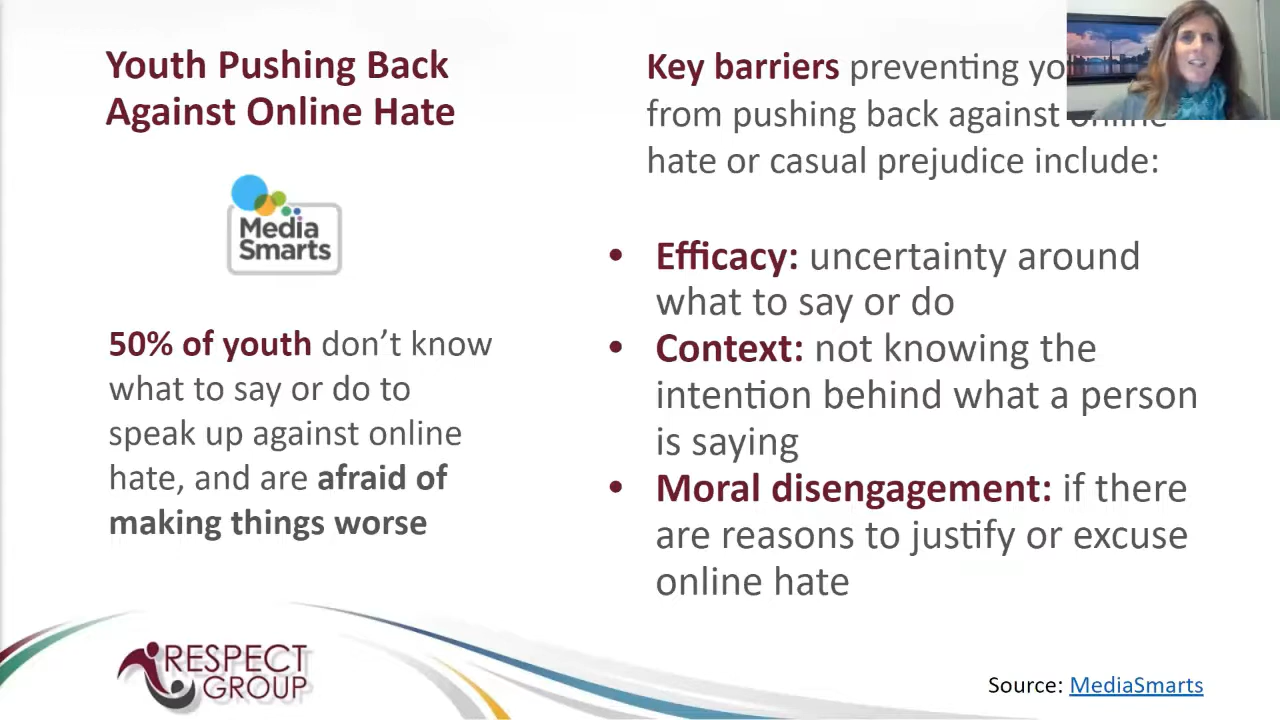 Youth Pushing Back
Against Online Hate
Media
Smarts
50% of youth don’t know
what to say or do to
speak up against online
hate, and are afraid of
making things worse
Key barriers preventing
from pushing back against online
hate or casual prejudice include:
• Efficacy: uncertainty around
what to say or do
• Context: not knowing the
intention behind what a person
is saying
• Moral disengagement: if there
are reasons to justify or excuse
online hate
RESPECT
GROUP
Source: MediaSmarts